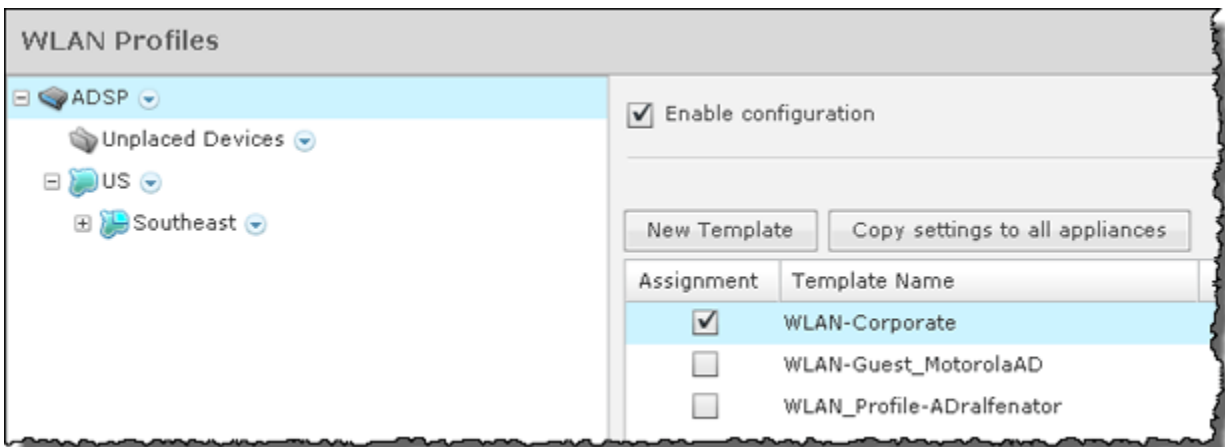 WLAN Profiles
ADSP
Unplaced Devices
US
Southeast
Enable configuration
New Template
Copy settings to all appliances
Assignment
Template Name
WLAN-Corporate
WLAN-Guest_MotorolaAD
WLAN_Profile-ADralfenator